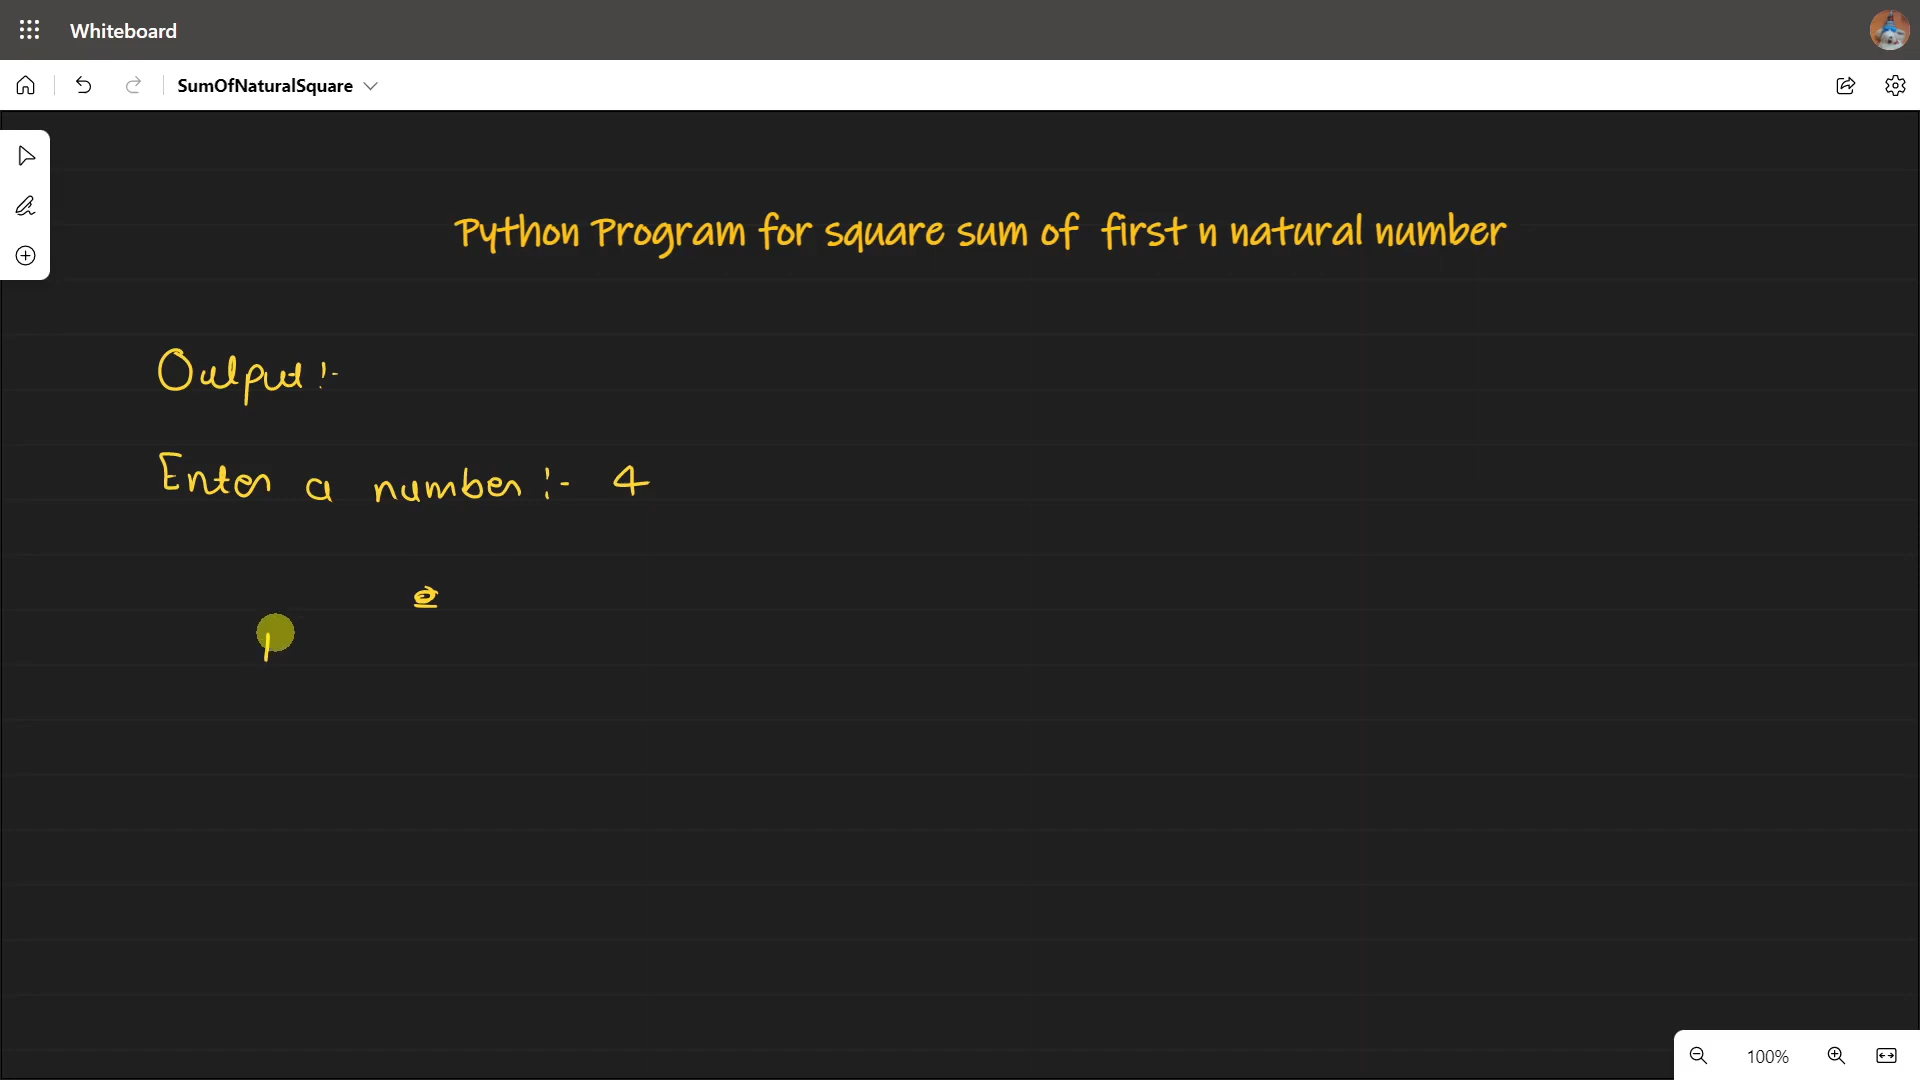 Whiteboard
SumOfNaturalSquare
Python Program for square sum of first n natural number
Output :-
Enter a number :- 4
100%